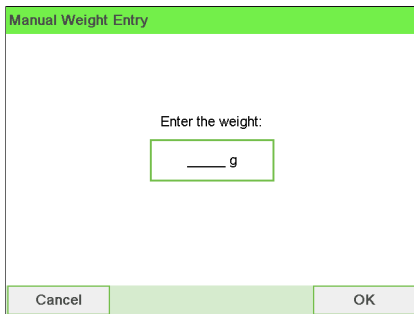 Manual Weight Entry
Enter the weight:
_____ g
Cancel
OK